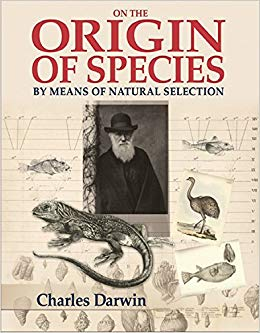 ON THE
ORIGIN
OF SPECIES
BY MEANS OF NATURAL SELECTION
Charles Darwin